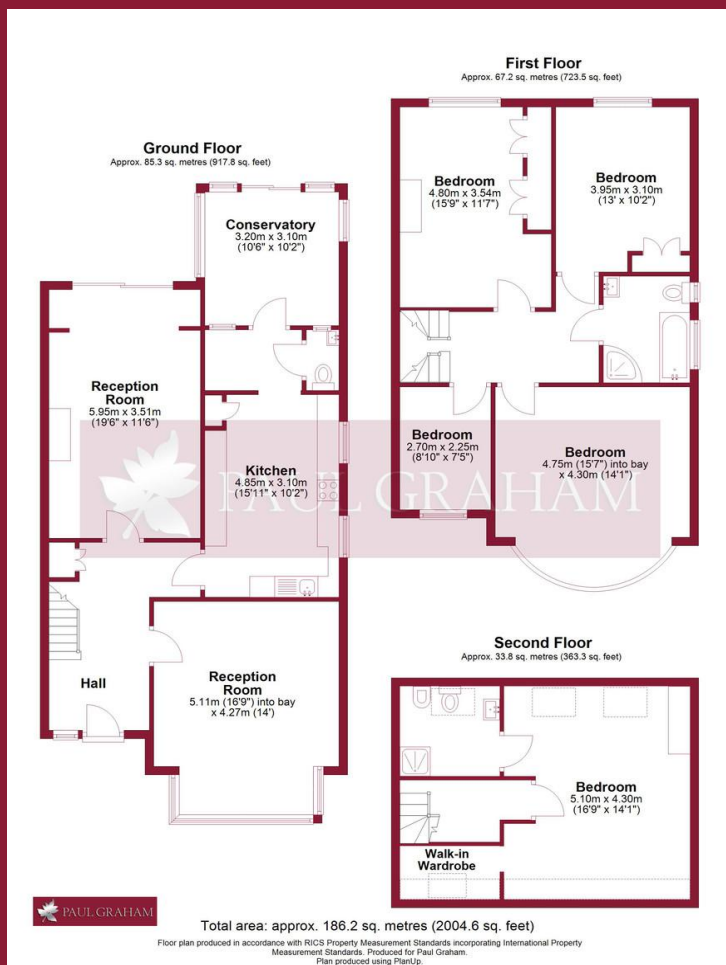 Ground Floor
Approx. 85.3 sq. metres (917.8 sq. feet)
Conservatory
3.20m x 3.10m
(10'6" x 10'2")
Reception
Room
5.95m x 3.51m
(19'6" x 11'6")
Kitchen
4.85m x 3.10m
(15'11" x 10'2")
Hall
Reception
Room
5.11m (16'9") into bay
x 4.27m (14')
First Floor
Approx. 67.2 sq. metres (723.5 sq. feet)
Bedroom
4.80m x 3.54m
(15'9" x 11'7")
Bedroom
3.95m x 3.10m
(13' x 10'2")
Bedroom
2.70m x 2.25m
(8'10" x 7'5")
Bedroom
4.75m (15'7") into bay
x 4.30m (14'1")
PAUL GRAHAM
Second Floor
Approx. 33.8 sq. metres (363.3 sq. feet)
Bedroom
5.10m x 4.30m
(16'9" x 14'1")
Walk-in
Wardrobe
PAUL GRAHAM
Total area: approx. 186.2 sq. metres (2004.6 sq. feet)
Floor plan produced in accordance with RICS Property Measurement Standards incorporating International Property
Measurement Standards. Produced for Paul Graham.
Plan produced using PlanUp.